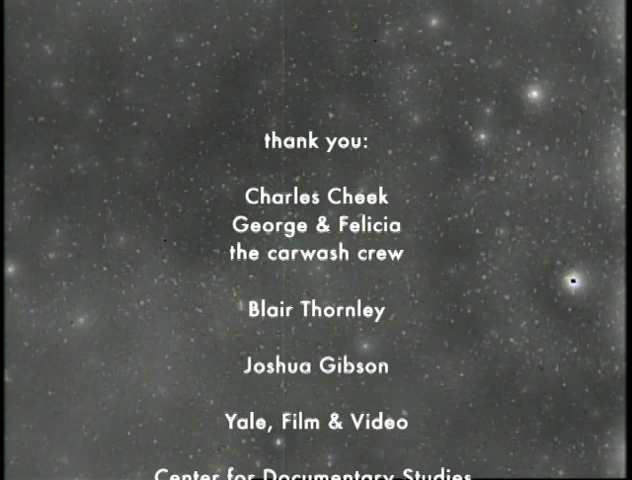 thank you:
Charles Cheek
George & Felicia
the carwash crew
Blair Thornley
Joshua Gibson
Yale, Film & Video
Center for Documentary Studies